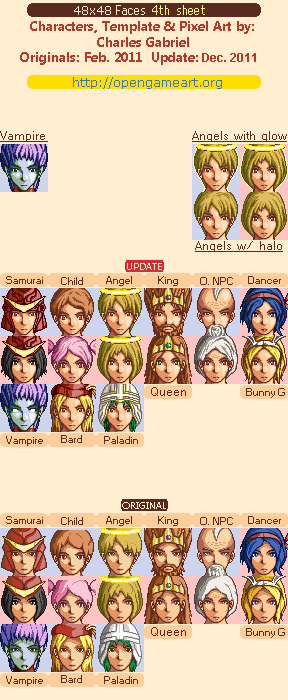 48x48 Faces 4th sheet
Characters, Template & Pixel Art by:
Charles Gabriel
Originals: Feb. 2011 Update: Dec. 2011
http://opengameart.org
Vampire
Angels with glow
Angels w/ halo
UPDATE
Samurai Child Angel King O. NPC Dancer
Queen Bunny G
Vampire Bard Paladin
ORIGINAL
Samurai Child Angel King O. NPC Dancer
Queen Bunny G
Vampire Bard Paladin